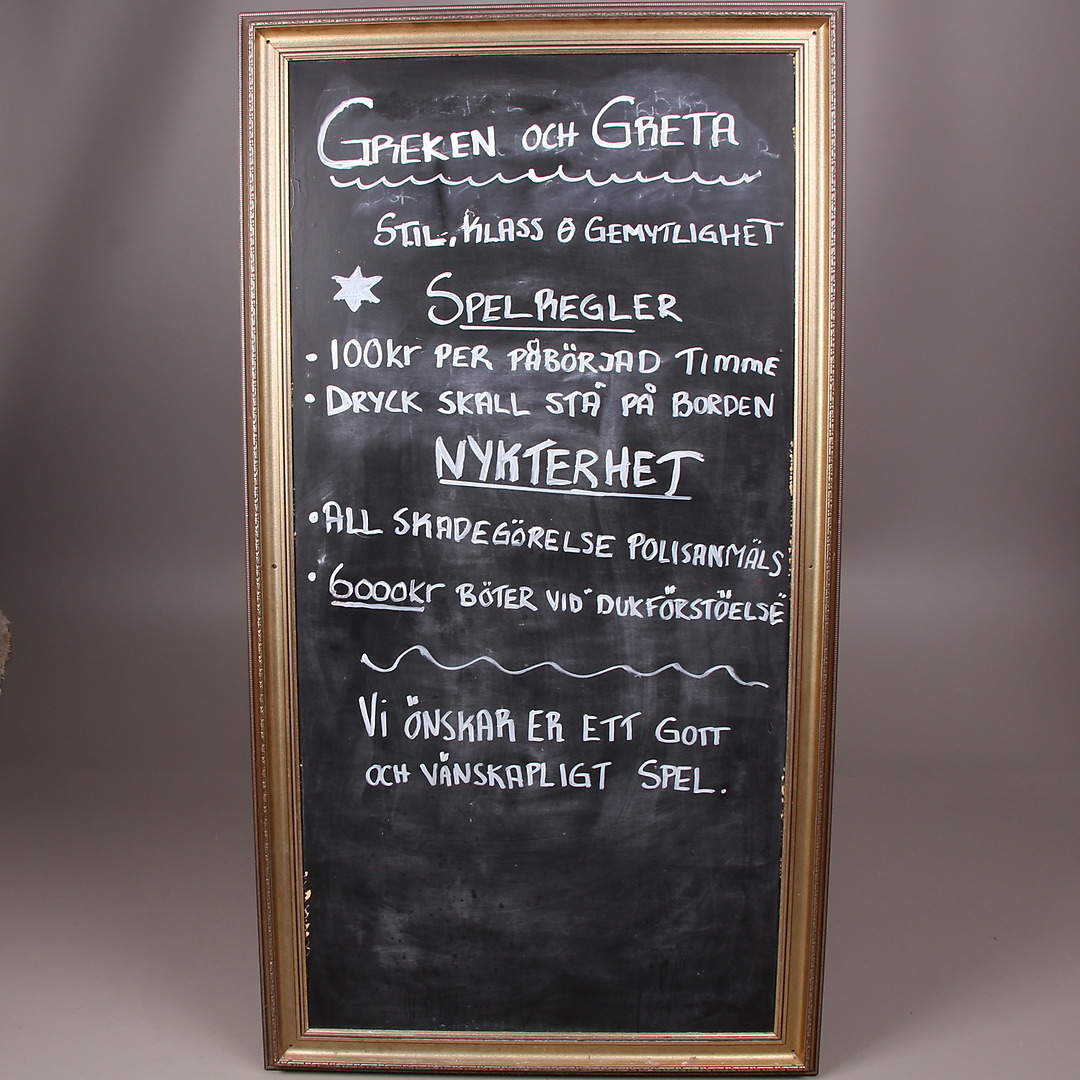 GREKEN OCH GRETA
STIL, KLASS & GEMYTLIGHET
SPELREGLER
• 100kr PER PÅBÖRJAD TIMME
• DRYCK SKALL STÅ PÅ BORDEN
NYKTERHET
• ALL SKADEGÖRELSE POLISANMÄLS
• 6000kr BÖTER VID "DUKFÖRSTÖELSE"
Vi ÖNSKAR ER ETT GOTT
OCH VÄNSKAPLIGT SPEL.